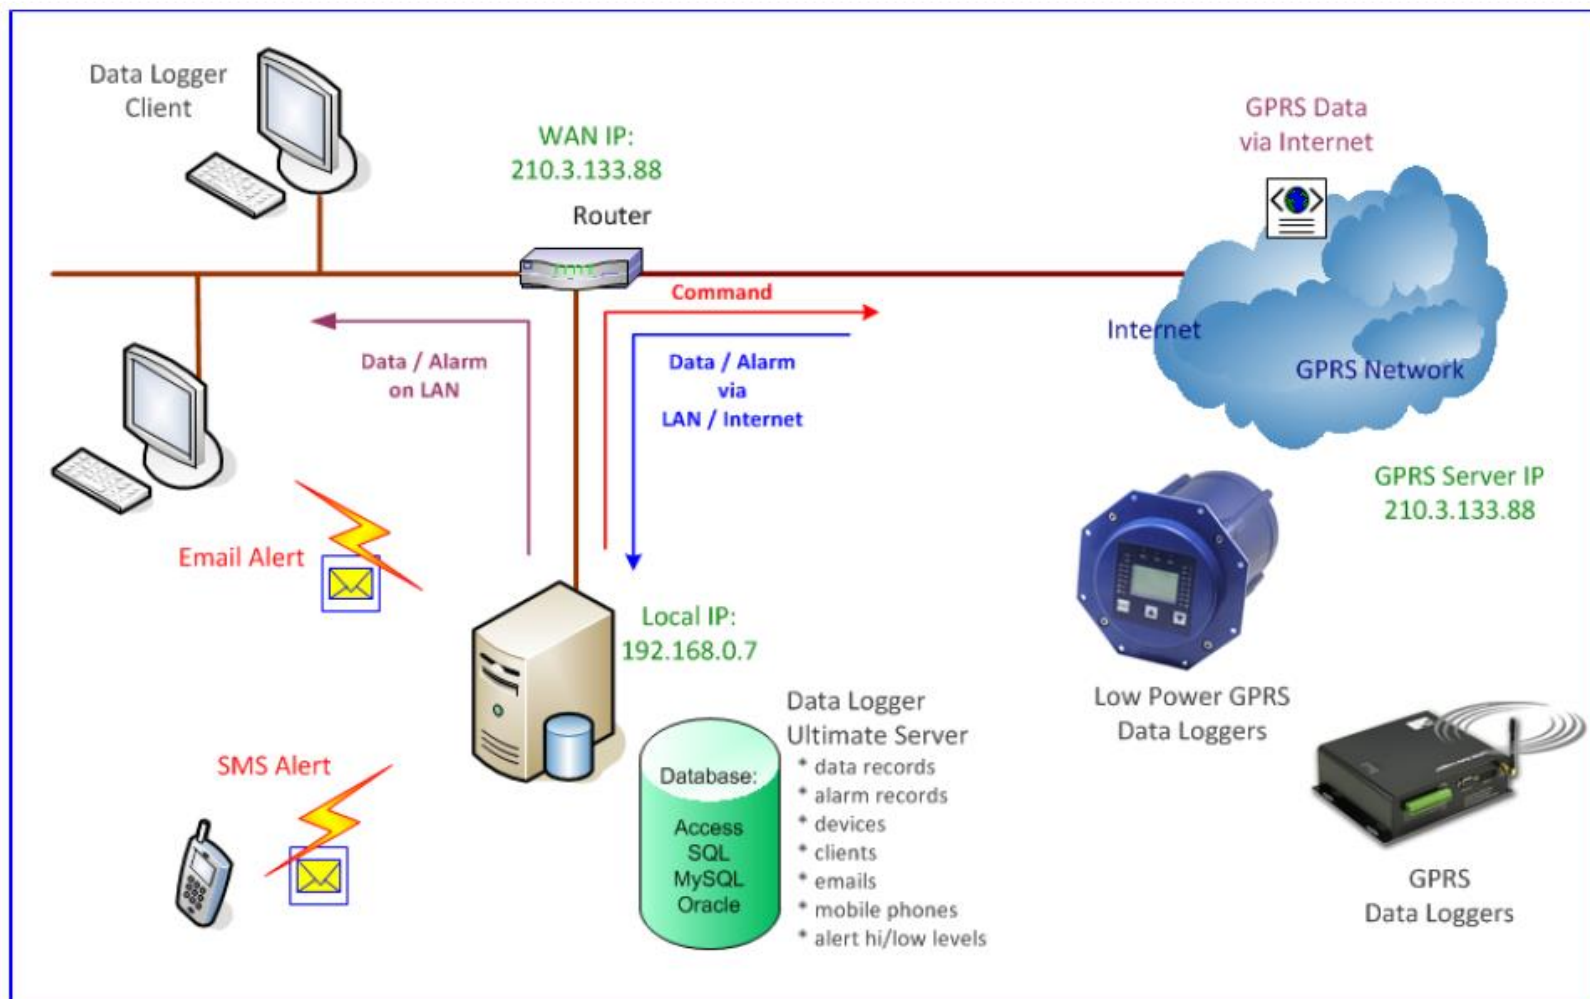 Data Logger
Client
WAN IP:
210.3.133.88
Router
GPRS Data
via Internet
Command
Data / Alarm
on LAN
Data / Alarm
via
LAN / Internet
Internet
GPRS Network
GPRS Server IP
210.3.133.88
Email Alert
Local IP:
192.168.0.7
Low Power GPRS
Data Loggers
SMS Alert
Data Logger
Ultimate Server
* data records
* alarm records
* devices
* clients
* emails
* mobile phones
* alert hi/low levels
Database:
Access
SQL
MySQL
Oracle
GPRS
Data Loggers